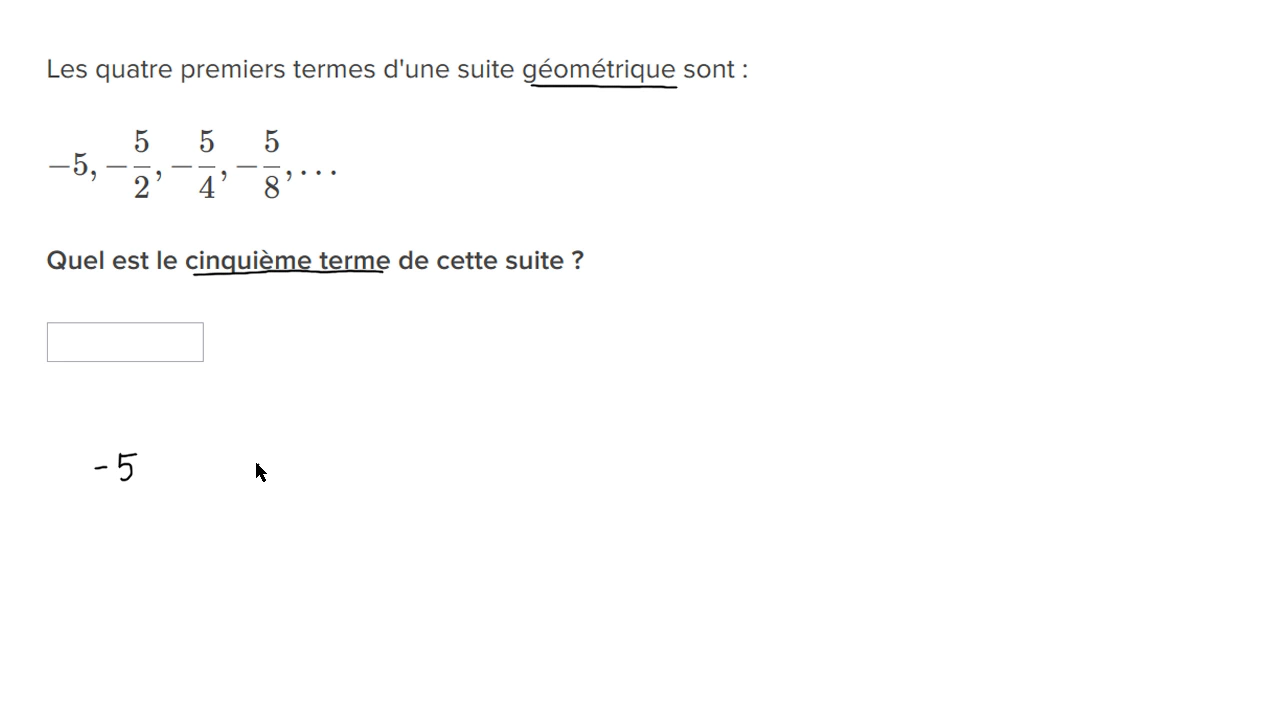 Les quatre premiers termes d'une suite géométrique sont :
−5, −5/2, −5/4, −5/8, ...
Quel est le cinquième terme de cette suite ?
-5